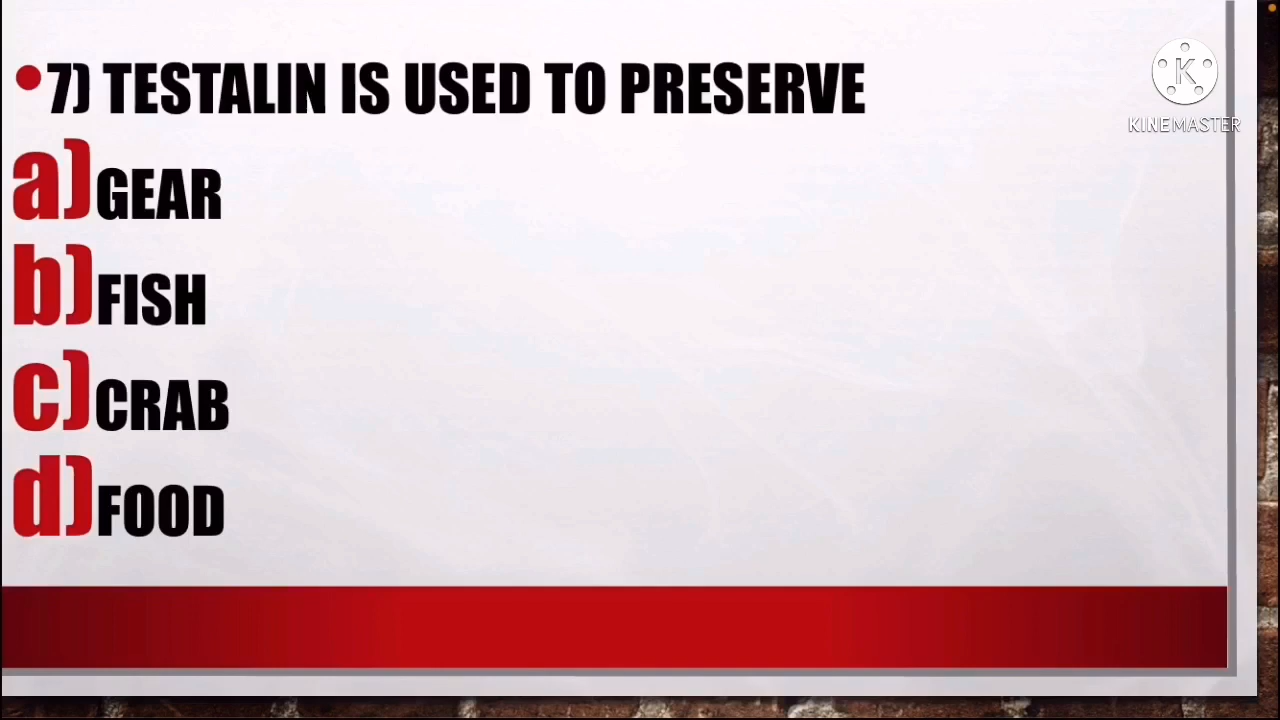 •7) TESTALIN IS USED TO PRESERVE
a)GEAR
b)FISH
c)CRAB
d)FOOD
K
KINEMASTER